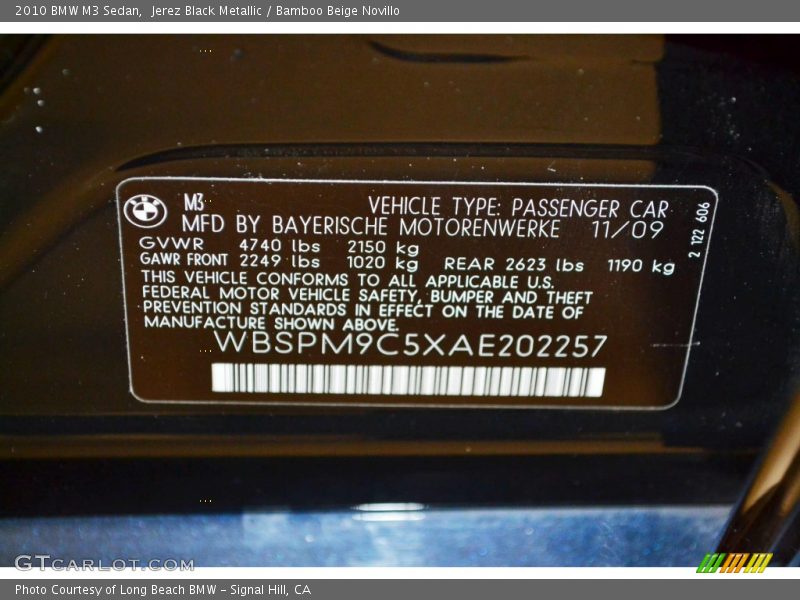 2010 BMW M3 Sedan, Jerez Black Metallic / Bamboo Beige Novillo
M3
VEHICLE TYPE: PASSENGER CAR
MFD BY BAYERISCHE MOTORENWERKE 11/09
GVWR 4740 lbs 2150 kg
GAWR FRONT 2249 lbs 1020 kg REAR 2623 lbs 1190 kg
THIS VEHICLE CONFORMS TO ALL APPLICABLE U.S.
FEDERAL MOTOR VEHICLE SAFETY, BUMPER AND THEFT
PREVENTION STANDARDS IN EFFECT ON THE DATE OF
MANUFACTURE SHOWN ABOVE.
WBSPM9C5XAE202257
2 122 606
GTCARLOT.COM
Photo Courtesy of Long Beach BMW - Signal Hill, CA